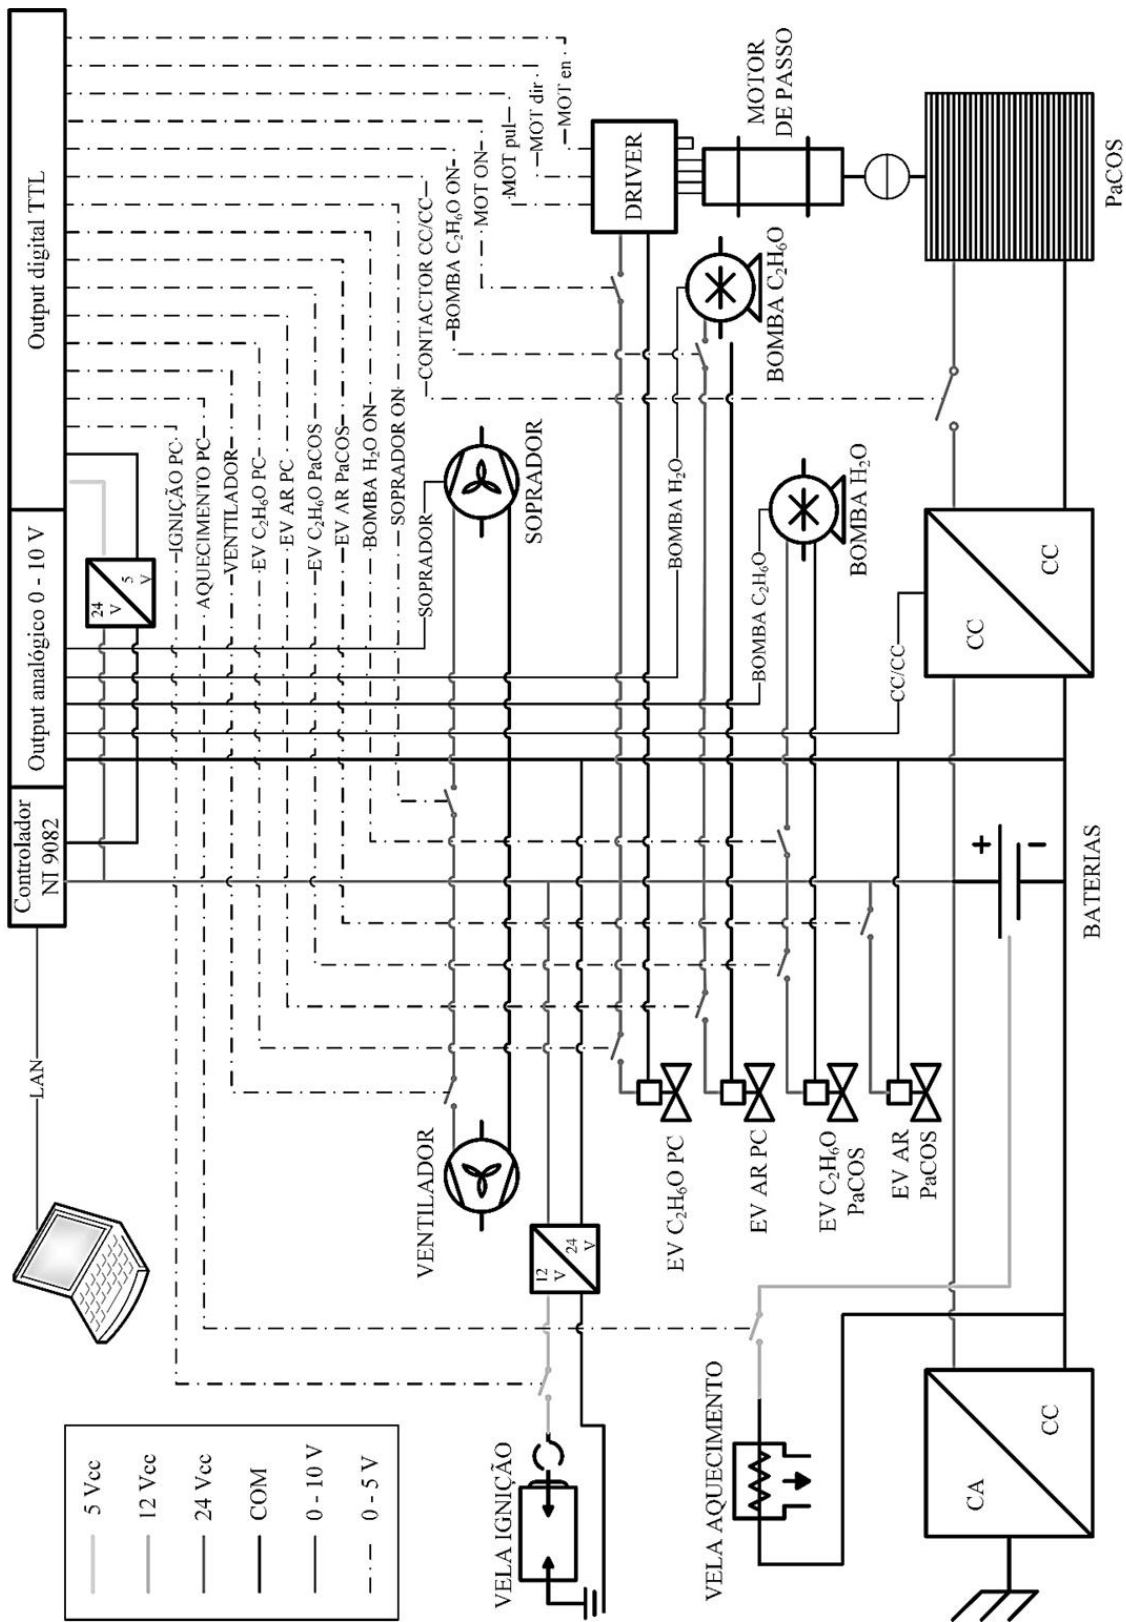 Controlador
NI 9082
Output analógico 0 - 10 V
Output digital TTL
LAN
24
V
5
V
IGNIÇÃO PC
AQUECIMENTO PC
VENTILADOR
EV C₂H₆O PC
EV AR PC
EV C₂H₆O PaCOS
EV AR PaCOS
BOMBA H₂O ON
SOPRADOR ON
CONTACTOR CC/CC
BOMBA C₂H₆O ON
MOT ON
MOT pul
MOT dir
MOT en
5 Vcc
12 Vcc
24 Vcc
COM
0 - 10 V
0 - 5 V
VENTILADOR
SOPRADOR
SOPRADOR
DRIVER
MOTOR
DE PASSO
12
V
24
V
VELA IGNIÇÃO
EV C₂H₆O PC
BOMBA H₂O
BOMBA C₂H₆O
EV AR PC
BOMBA C₂H₆O
BOMBA H₂O
EV C₂H₆O
PaCOS
EV AR
PaCOS
VELA AQUECIMENTO
CC/CC
CA
CC
+
-
BATERIAS
CC
CC
PaCOS